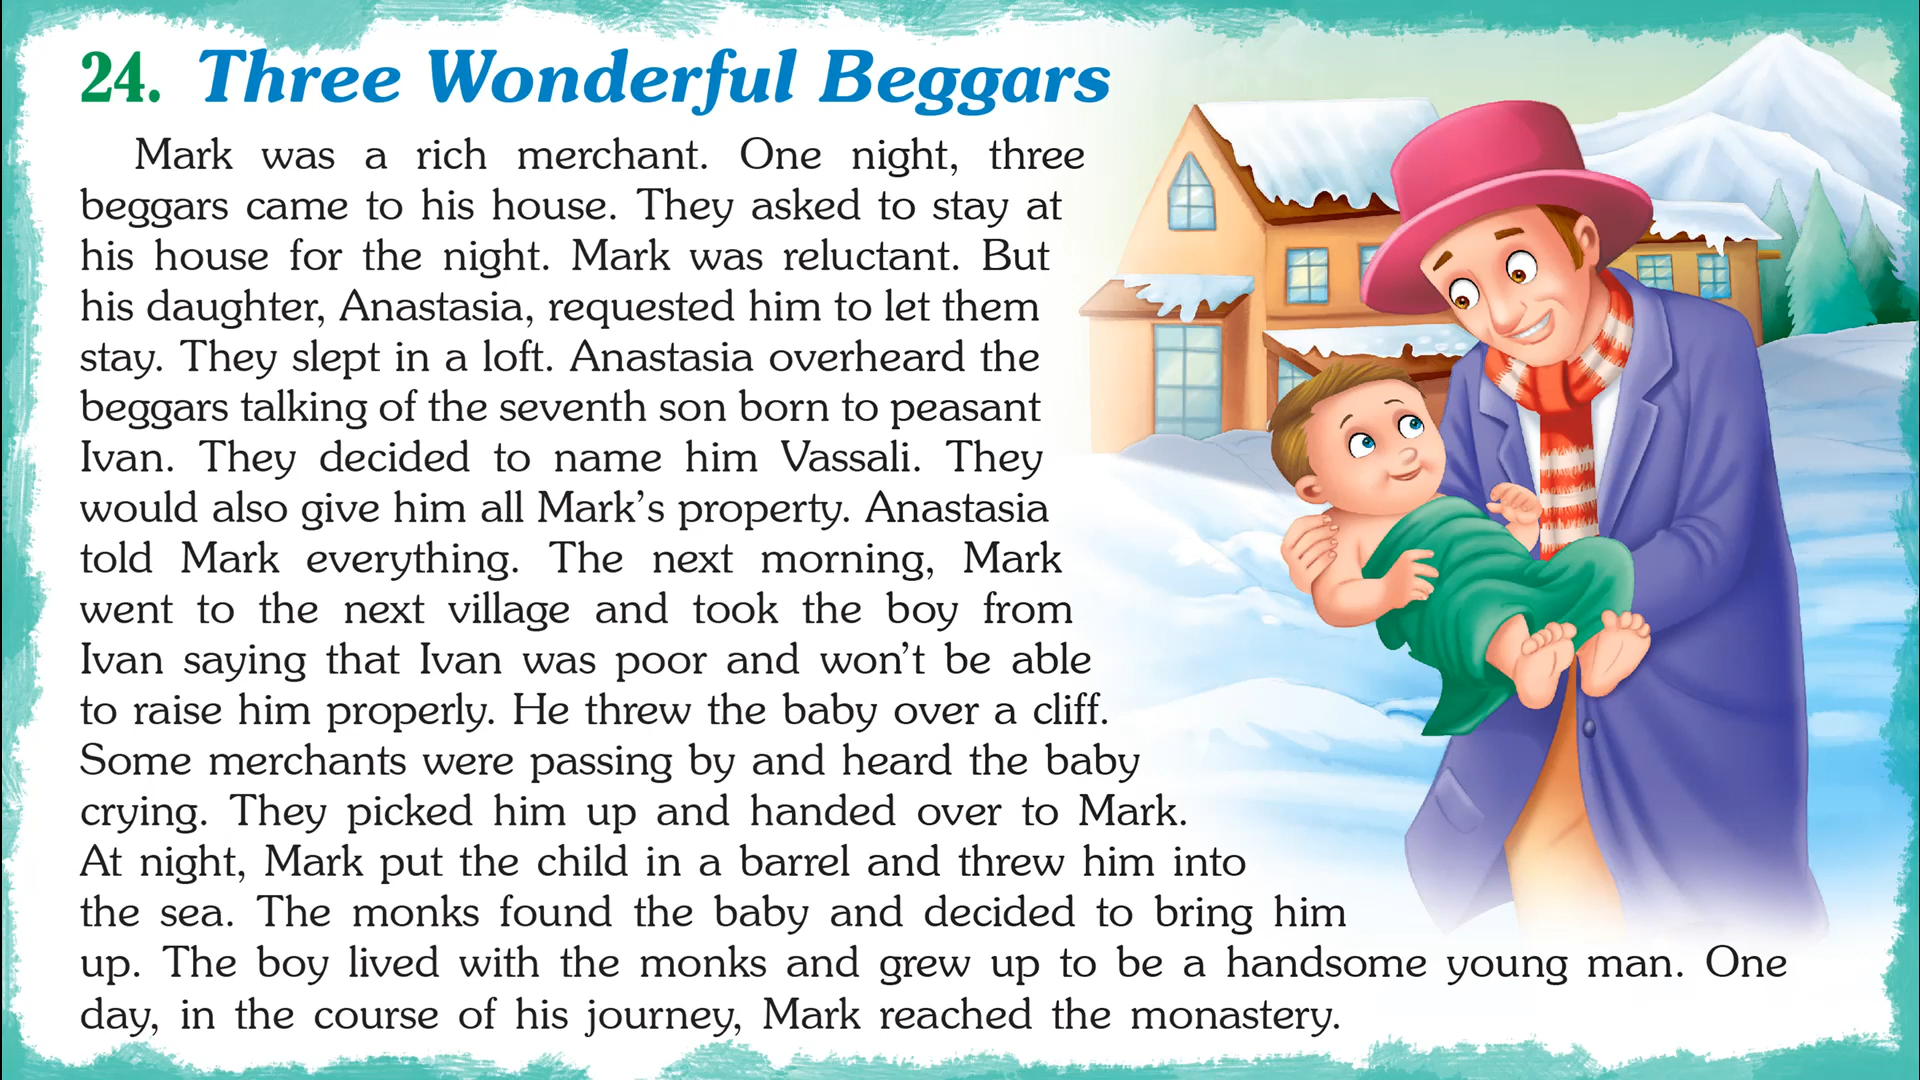 24. Three Wonderful Beggars
Mark was a rich merchant. One night, three
beggars came to his house. They asked to stay at
his house for the night. Mark was reluctant. But
his daughter, Anastasia, requested him to let them
stay. They slept in a loft. Anastasia overheard the
beggars talking of the seventh son born to peasant
Ivan. They decided to name him Vassali. They
would also give him all Mark’s property. Anastasia
told Mark everything. The next morning, Mark
went to the next village and took the boy from
Ivan saying that Ivan was poor and won’t be able
to raise him properly. He threw the baby over a cliff.
Some merchants were passing by and heard the baby
crying. They picked him up and handed over to Mark.
At night, Mark put the child in a barrel and threw him into
the sea. The monks found the baby and decided to bring him
up. The boy lived with the monks and grew up to be a handsome young man. One
day, in the course of his journey, Mark reached the monastery.